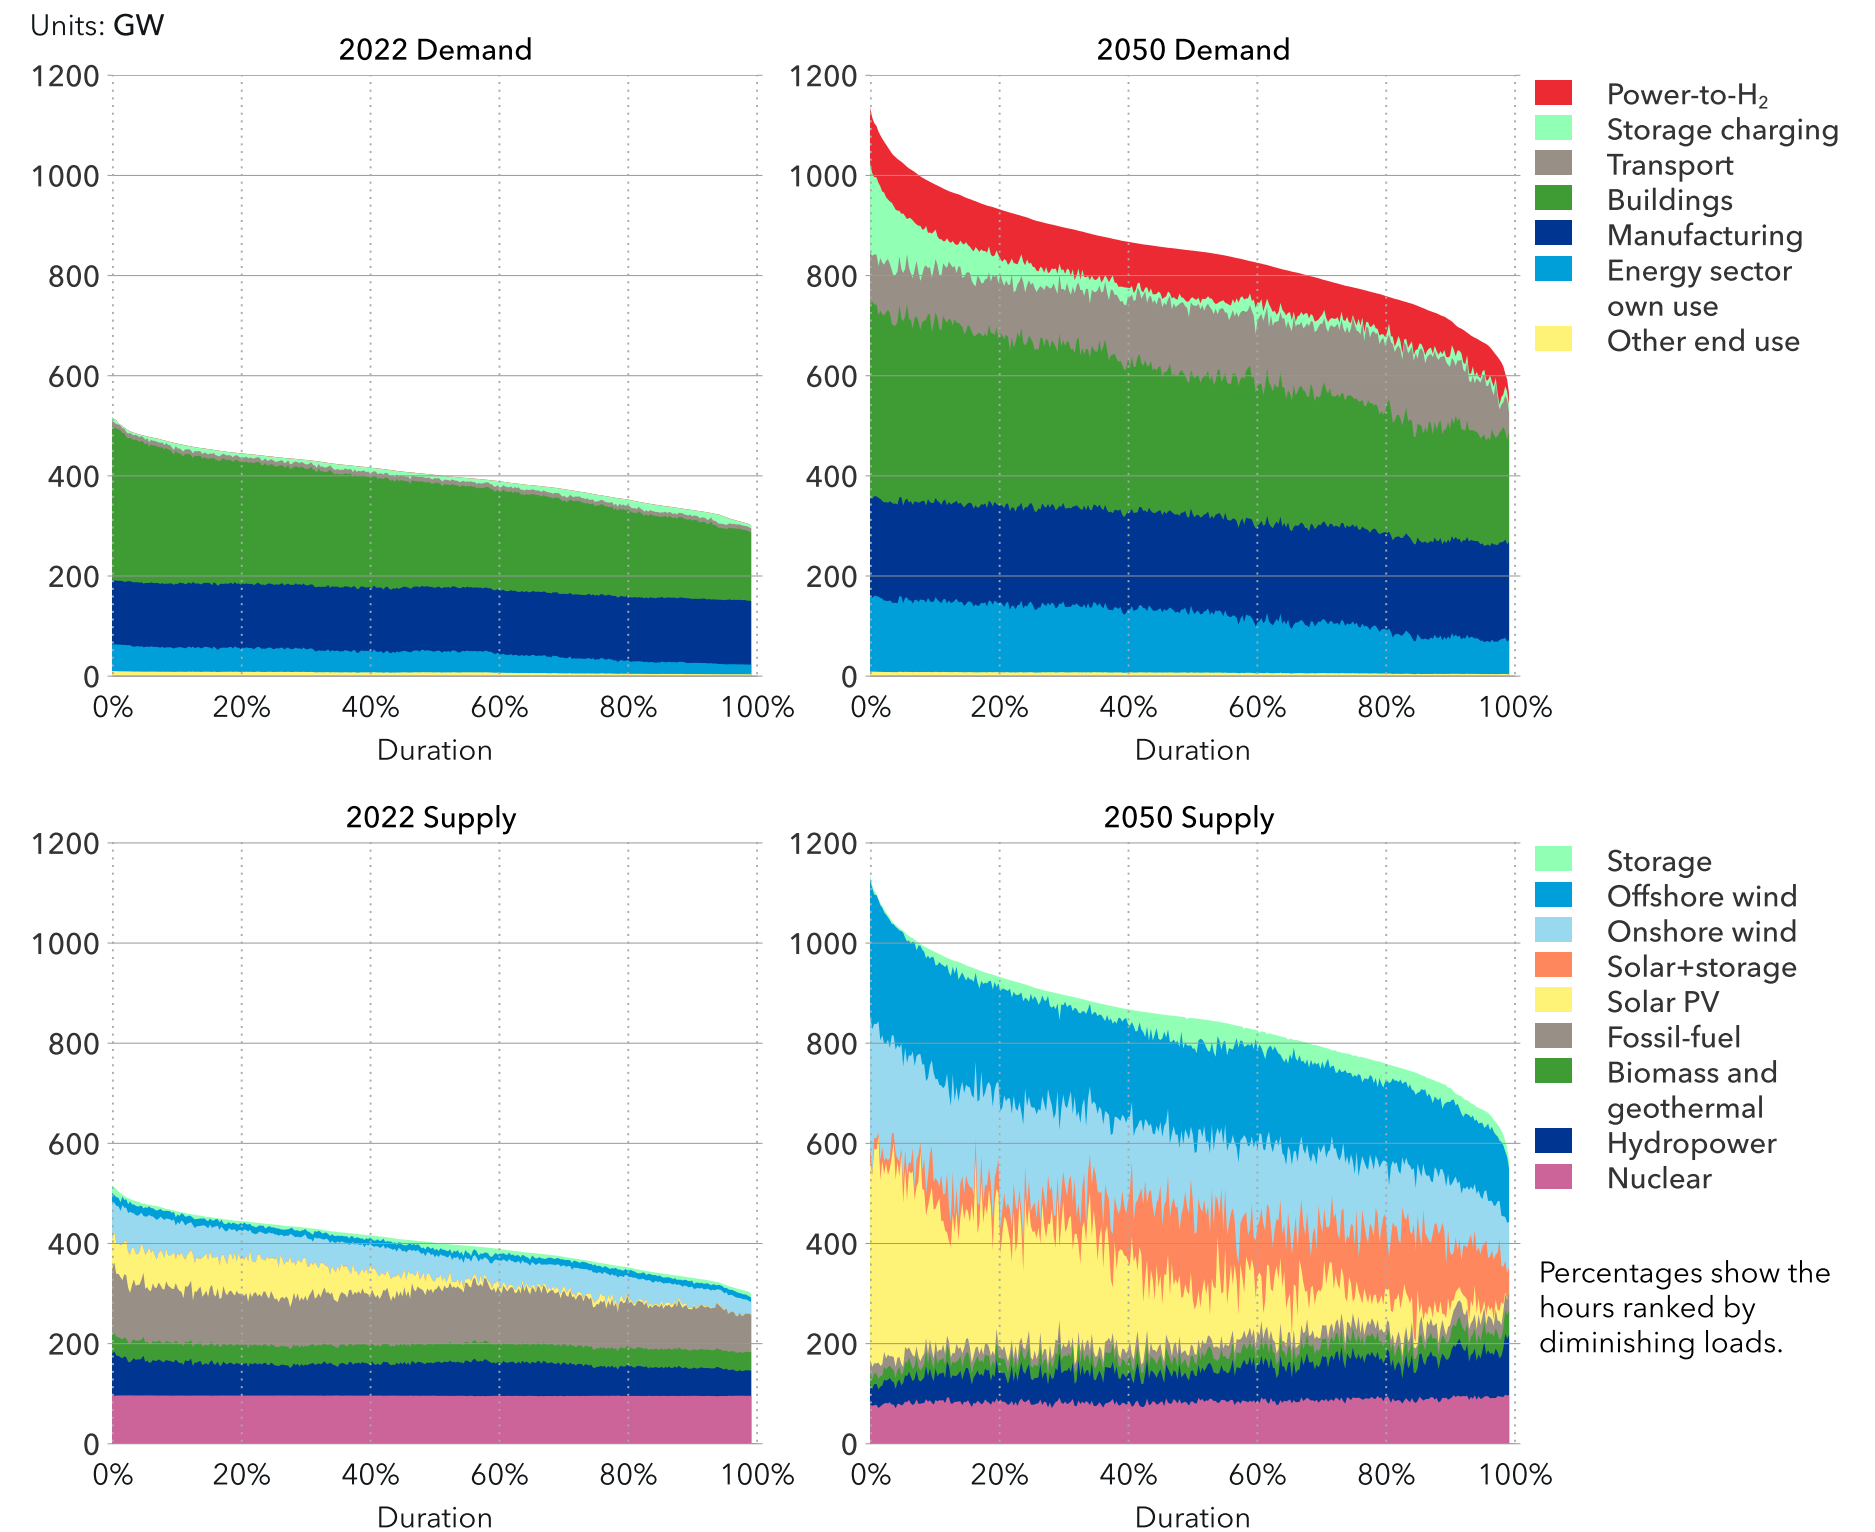 Units: GW
2022 Demand
1200
1000
800
600
400
200
0
0% 20% 40% 60% 80% 100%
Duration
2050 Demand
1200
1000
800
600
400
200
0
0% 20% 40% 60% 80% 100%
Duration
Power-to-H₂
Storage charging
Transport
Buildings
Manufacturing
Energy sector
own use
Other end use
2022 Supply
1200
1000
800
600
400
200
0
0% 20% 40% 60% 80% 100%
Duration
2050 Supply
1200
1000
800
600
400
200
0
0% 20% 40% 60% 80% 100%
Duration
Storage
Offshore wind
Onshore wind
Solar+storage
Solar PV
Fossil-fuel
Biomass and
geothermal
Hydropower
Nuclear
Percentages show the
hours ranked by
diminishing loads.